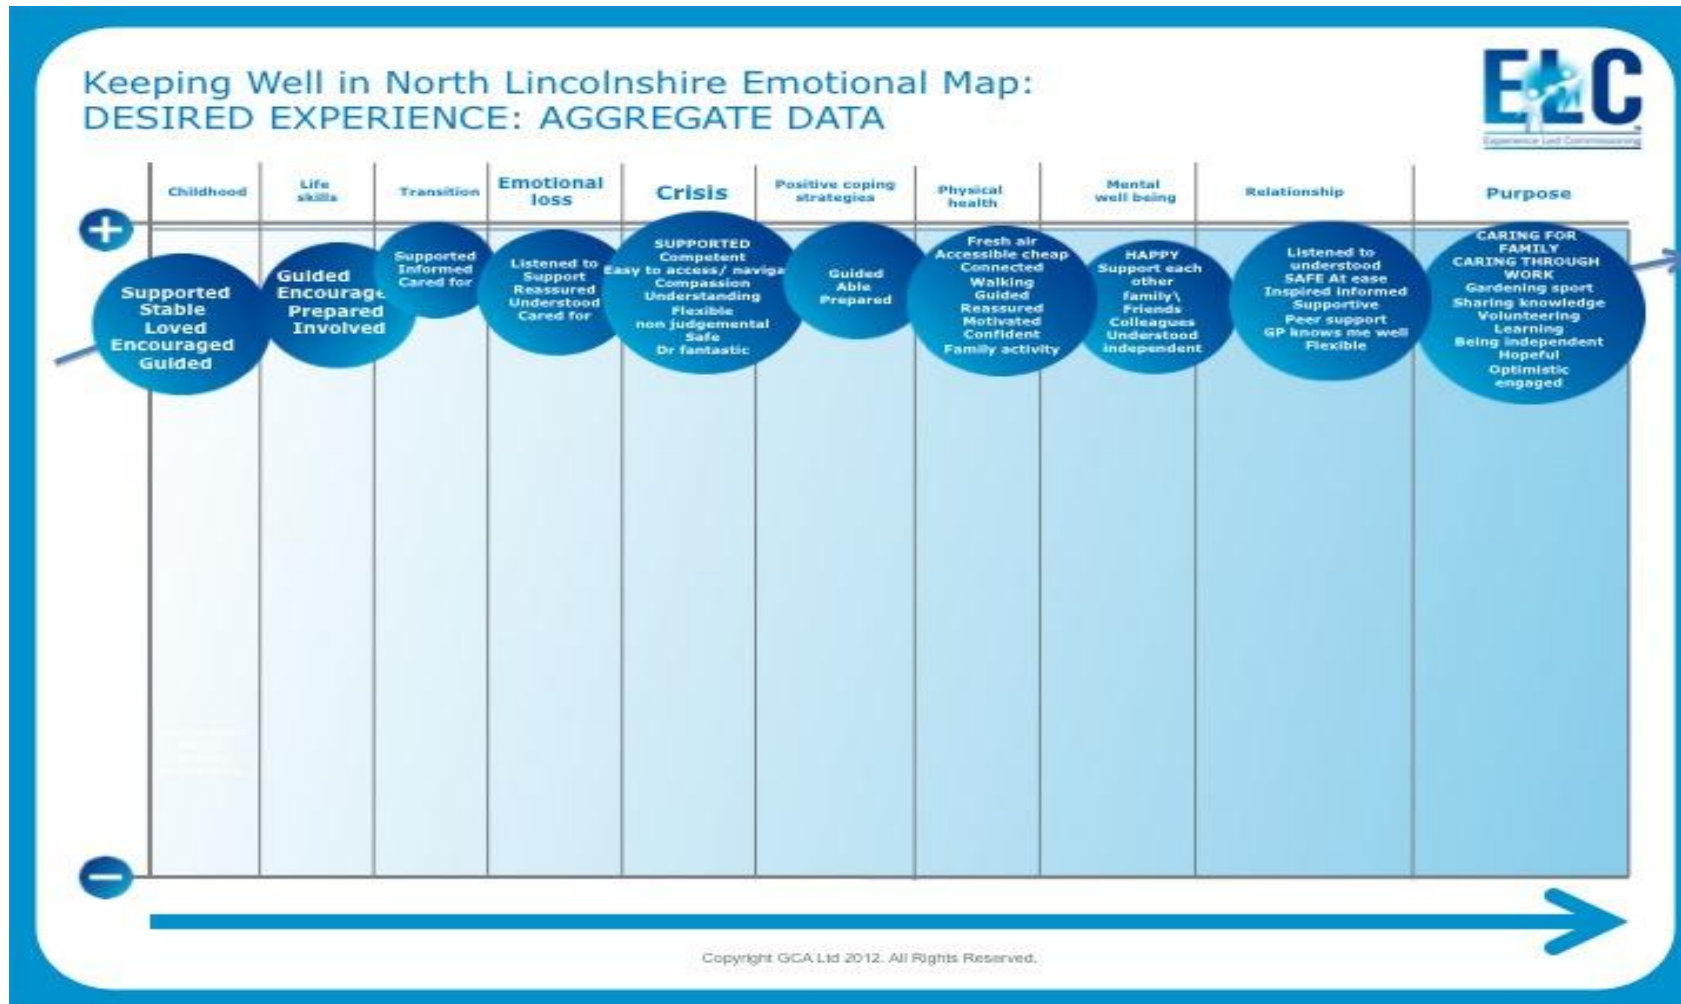 Keeping Well in North Lincolnshire Emotional Map:
DESIRED EXPERIENCE: AGGREGATE DATA
ELC
Experience Led Commissioning
Childhood
Life
skills
Transition
Emotional
loss
Crisis
Positive coping
strategies
Physical
health
Mental
well being
Relationship
Purpose
+
Supported
Stable
Loved
Encouraged
Guided
Guided
Encourage
Prepared
Involved
Supported
Informed
Cared for
Listened to
Support
Reassured
Understood
Cared for
SUPPORTED
Competent
Easy to access/ naviga
Compassion
Understanding
Flexible
non judgemental
Safe
Dr fantastic
Guided
Able
Prepared
Fresh air
Accessible cheap
Connected
Walking
Guided
Reassured
Motivated
Confident
Family activity
HAPPY
Support each
other
family\
Friends
Colleagues
Understood
independent
Listened to
understood
SAFE At ease
Inspired informed
Supportive
Peer support
GP knows me well
Flexible
CARING FOR
FAMILY
CARING THROUGH
WORK
Gardening sport
Sharing knowledge
Volunteering
Learning
Being independent
Hopeful
Optimistic
engaged
−
Copyright GCA Ltd 2012. All Rights Reserved.